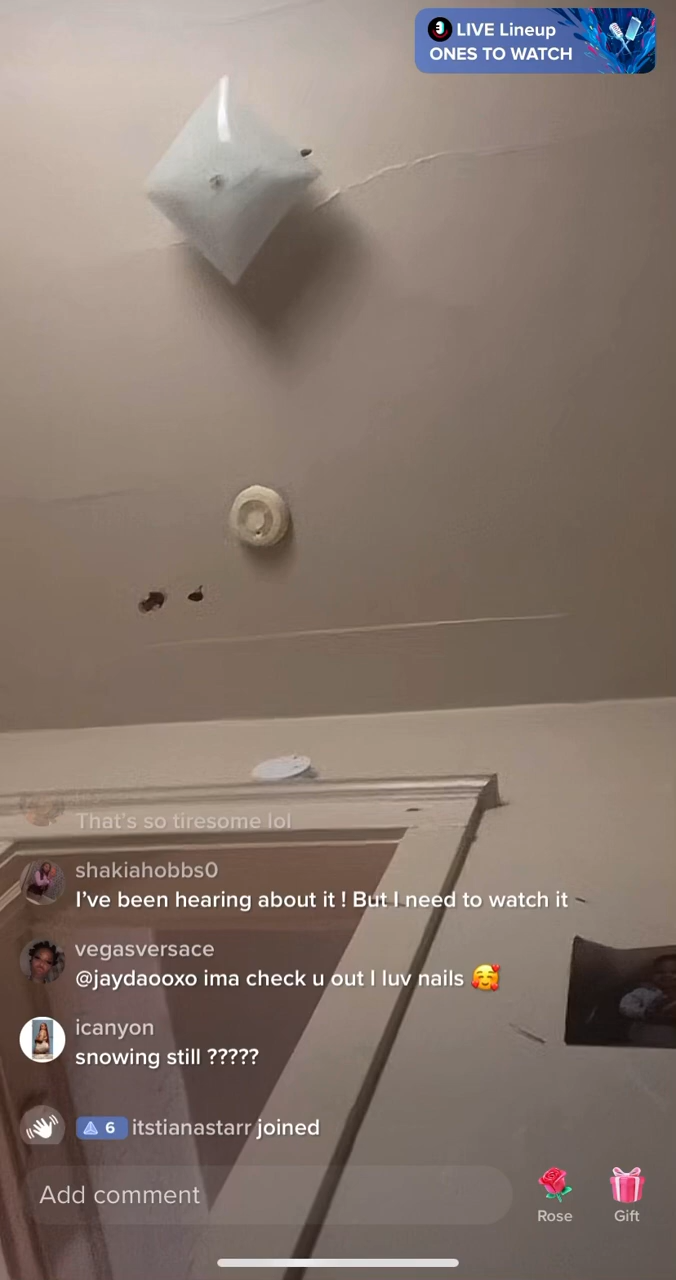 LIVE Lineup
ONES TO WATCH
That's so tiresome lol
shakiahobbs0
I've been hearing about it ! But I need to watch it
vegasversace
@jaydaooxo ima check u out I luv nails 🥰
icanyon
snowing still ?????
6 itstianastarr joined
Add comment
Rose
Gift